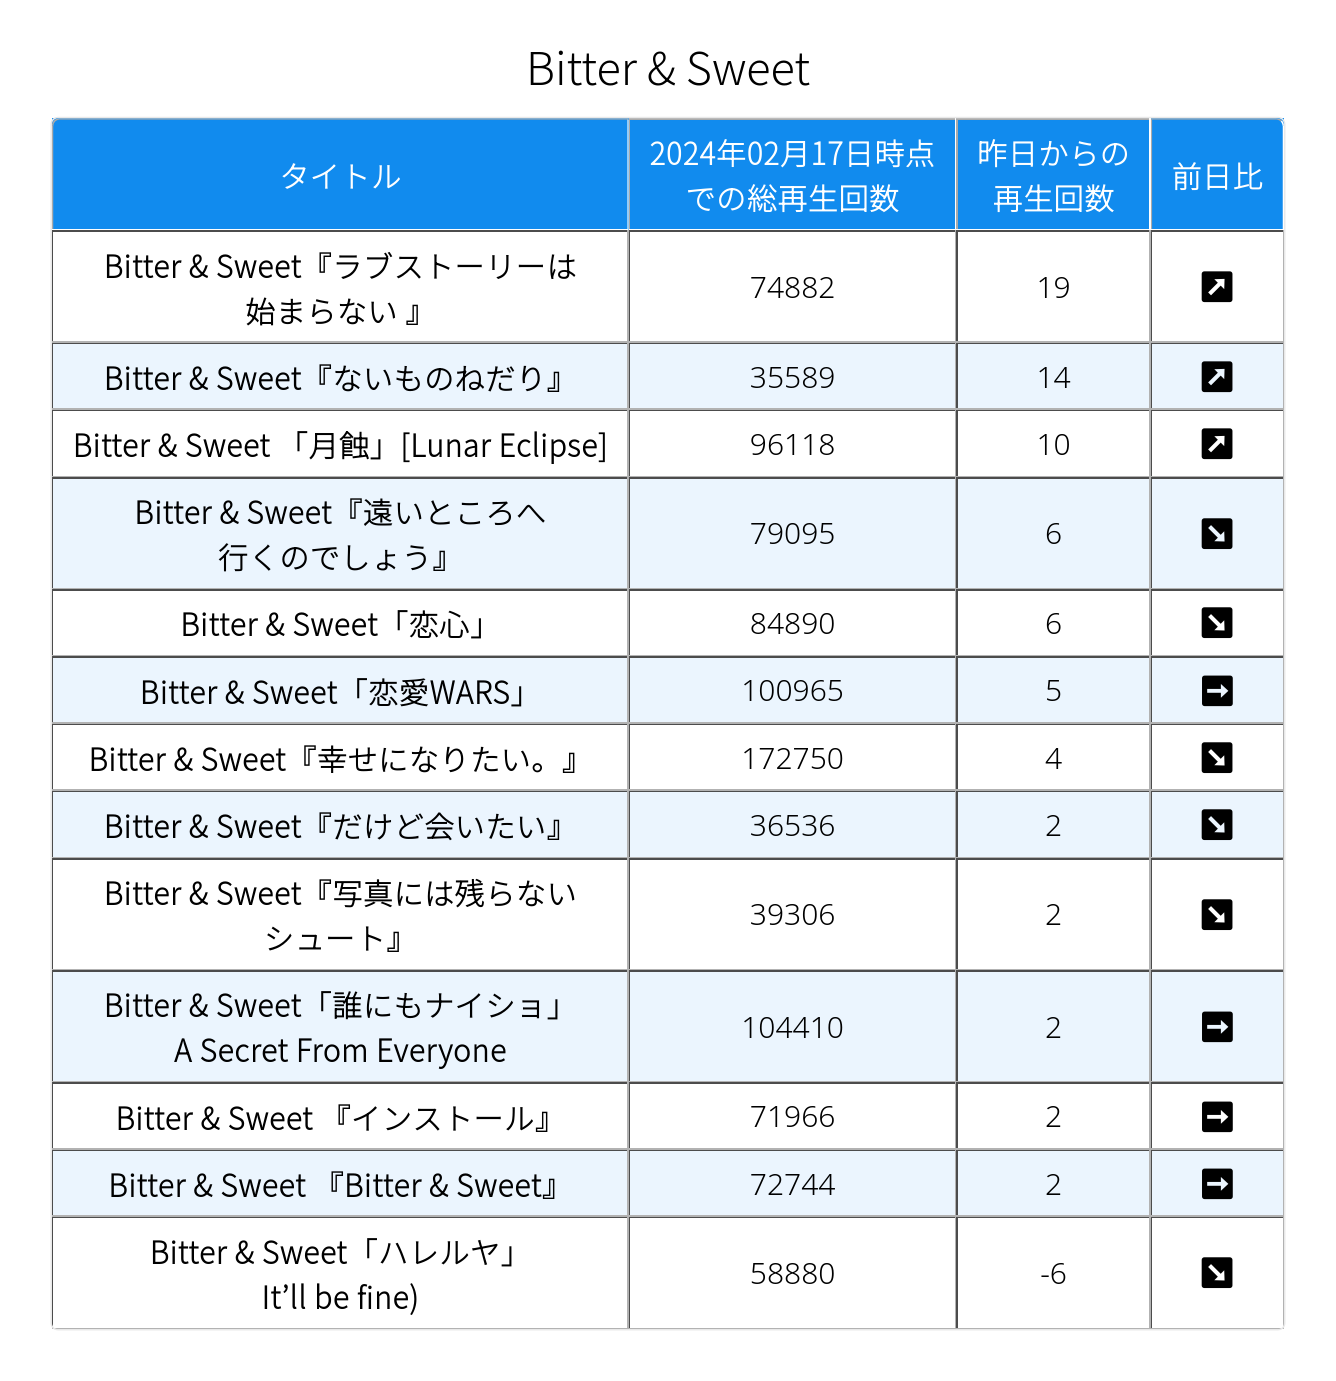 Bitter & Sweet
タイトル
2024年02月17日時点
での総再生回数
昨日からの
再生回数
前日比
Bitter & Sweet『ラブストーリーは
始まらない 』
74882
19
Bitter & Sweet『ないものねだり』
35589
14
Bitter & Sweet 「月蝕」[Lunar Eclipse]
96118
10
Bitter & Sweet『遠いところへ
行くのでしょう』
79095
6
Bitter & Sweet「恋心」
84890
6
Bitter & Sweet「恋愛WARS」
100965
5
Bitter & Sweet『幸せになりたい。』
172750
4
Bitter & Sweet『だけど会いたい』
36536
2
Bitter & Sweet『写真には残らない
シュート』
39306
2
Bitter & Sweet「誰にもナイショ」
A Secret From Everyone
104410
2
Bitter & Sweet 『インストール』
71966
2
Bitter & Sweet 『Bitter & Sweet』
72744
2
Bitter & Sweet「ハレルヤ」
It’ll be fine)
58880
-6